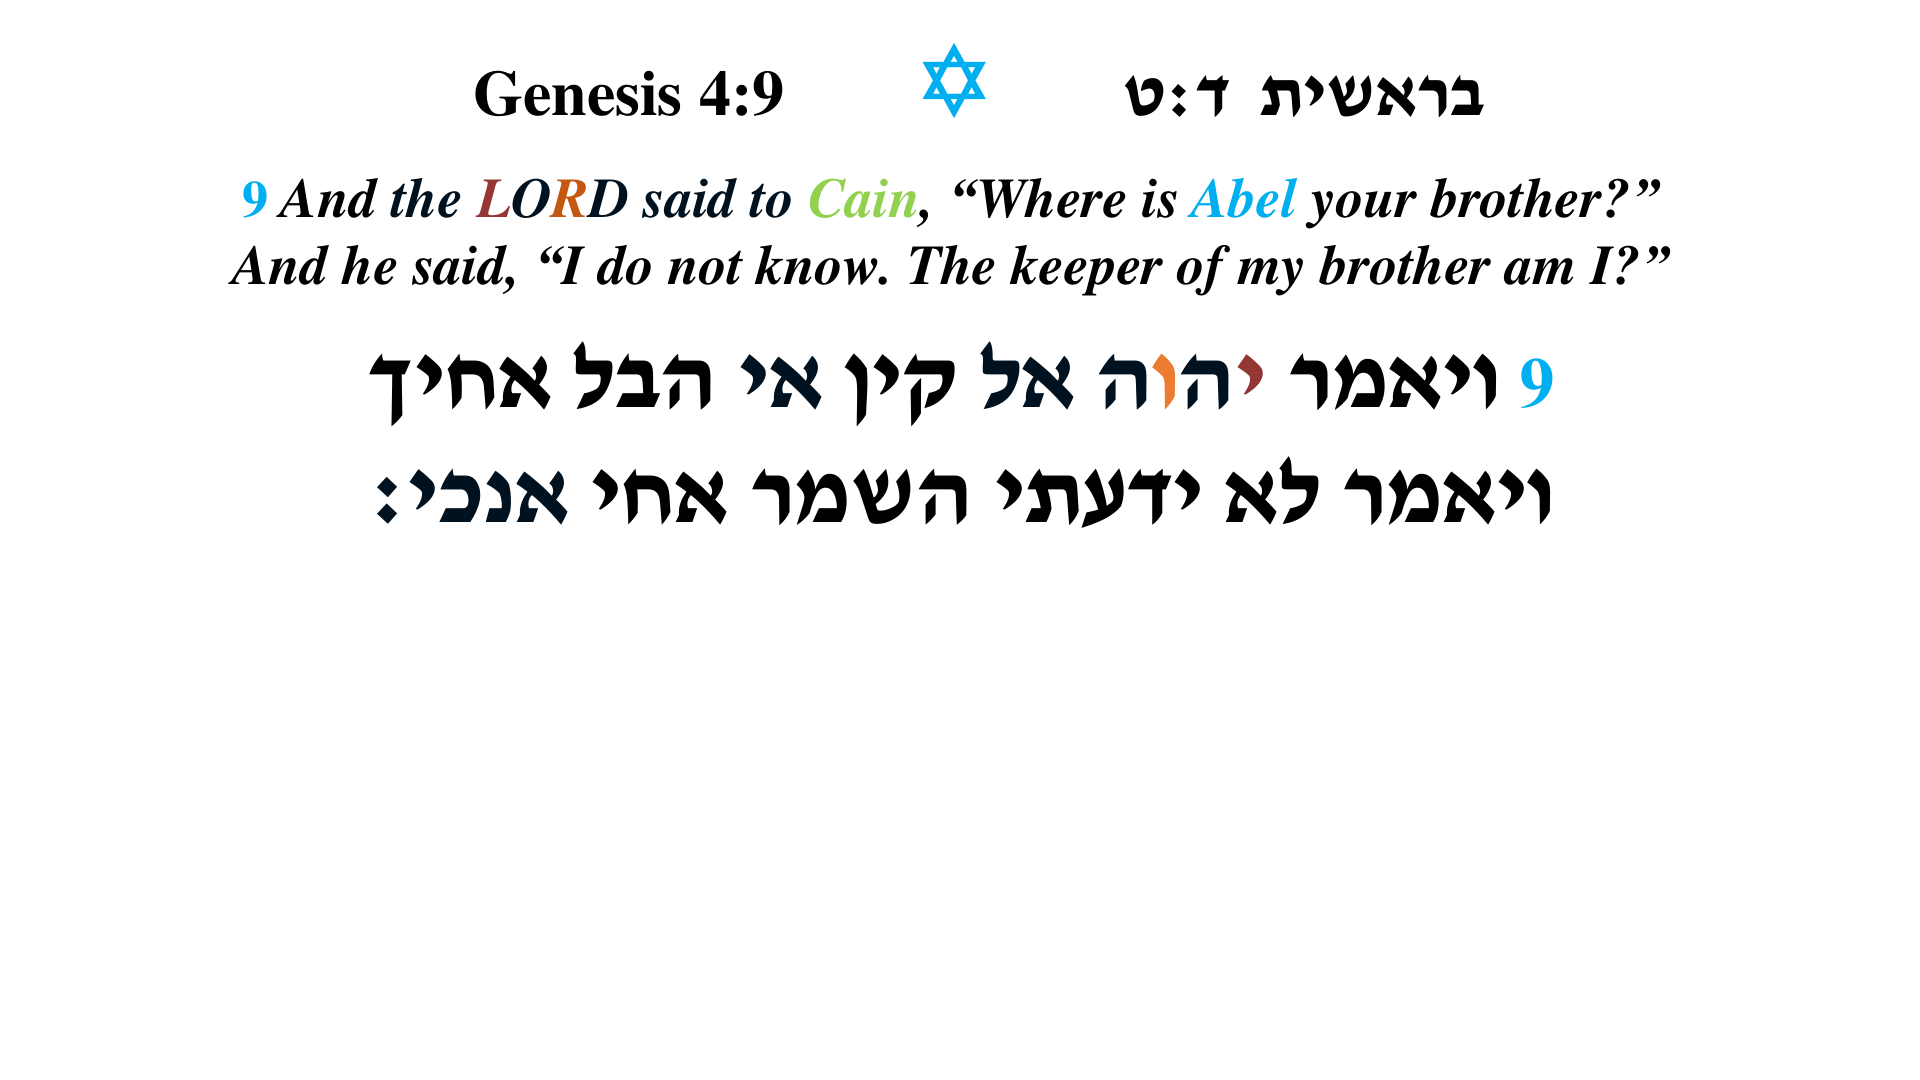 Genesis 4:9 ✡ בראשית ד:ט
9 And the LORD said to Cain, “Where is Abel your brother?”
And he said, “I do not know. The keeper of my brother am I?”
9 ויאמר יהוה אל קין אי הבל אחיך
ויאמר לא ידעתי השמר אחי אנכי: